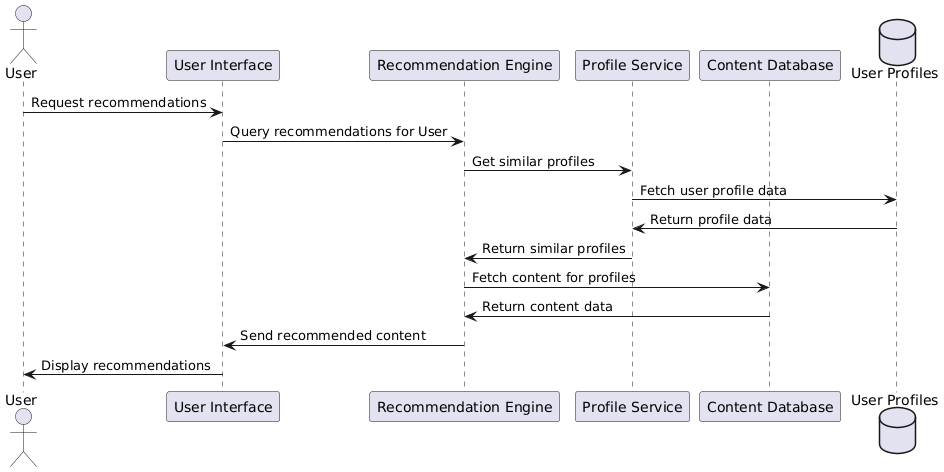 User
User Interface
Recommendation Engine
Profile Service
Content Database
User Profiles
Request recommendations
Query recommendations for User
Get similar profiles
Fetch user profile data
Return profile data
Return similar profiles
Fetch content for profiles
Return content data
Send recommended content
Display recommendations
User
User Interface
Recommendation Engine
Profile Service
Content Database
User Profiles